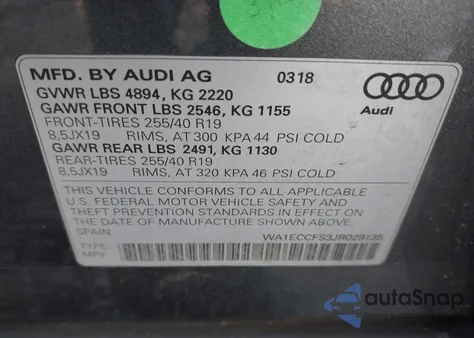 MFD. BY AUDI AG 0318
GVWR LBS 4894, KG 2220
GAWR FRONT LBS 2546, KG 1155
FRONT-TIRES 255/40 R19
8,5JX19 RIMS, AT 300 KPA 44 PSI COLD
GAWR REAR LBS 2491, KG 1130
REAR-TIRES 255/40 R19
8,5JX19 RIMS, AT 320 KPA 46 PSI COLD
Audi
THIS VEHICLE CONFORMS TO ALL APPLICABLE
U.S. FEDERAL MOTOR VEHICLE SAFETY AND
THEFT PREVENTION STANDARDS IN EFFECT ON
THE DATE OF MANUFACTURE SHOWN ABOVE.
SPAIN WA1ECCFS3JR029135
TYPE:
MPV
autoSnap